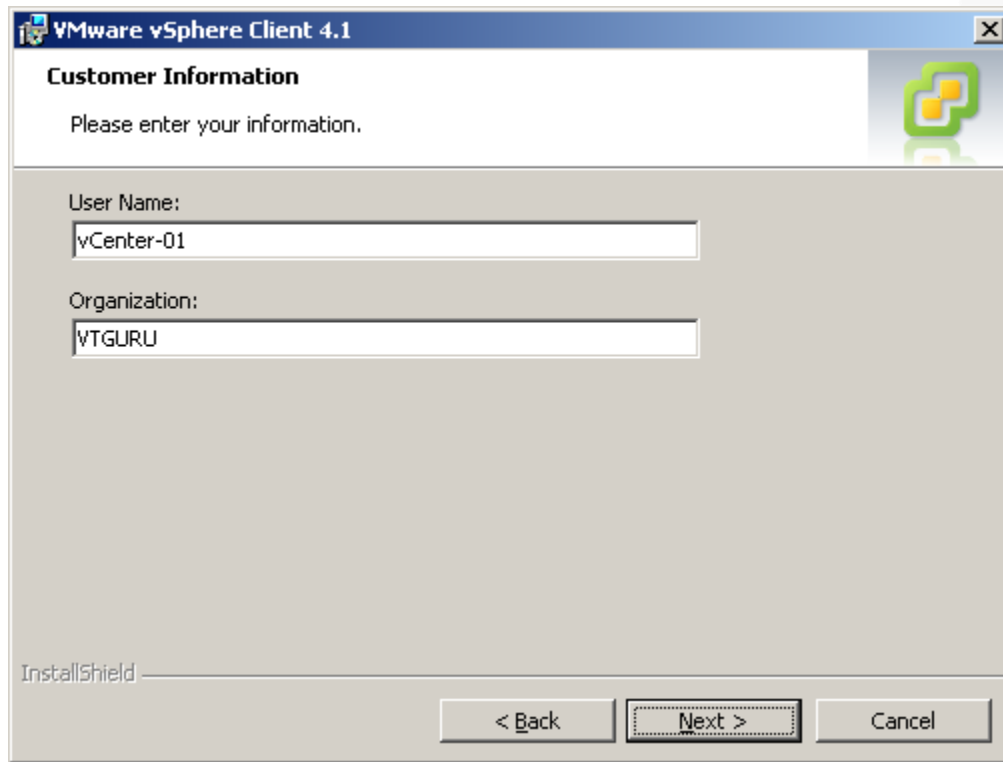 VMware vSphere Client 4.1
Customer Information
Please enter your information.
User Name:
vCenter-01
Organization:
VTGURU
InstallShield
< Back Next > Cancel